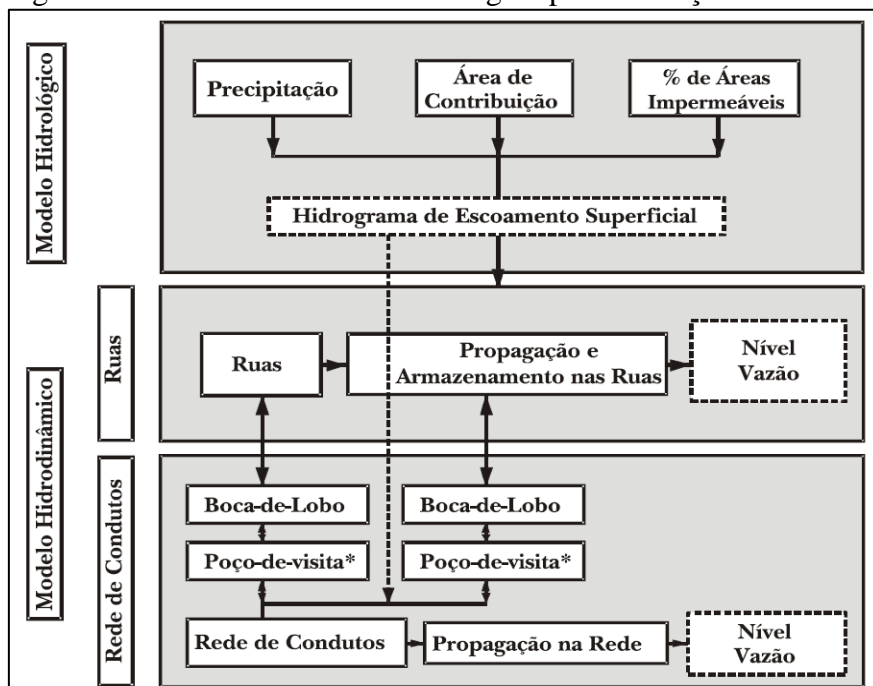 Modelo Hidrológico
Precipitação
Área de
Contribuição
% de Áreas
Impermeáveis
Hidrograma de Escoamento Superficial
Modelo Hidrodinâmico
Ruas
Ruas
Propagação e
Armazenamento nas Ruas
Nível
Vazão
Rede de Condutos
Boca-de-Lobo
Boca-de-Lobo
Poço-de-visita*
Poço-de-visita*
Rede de Condutos
Propagação na Rede
Nível
Vazão